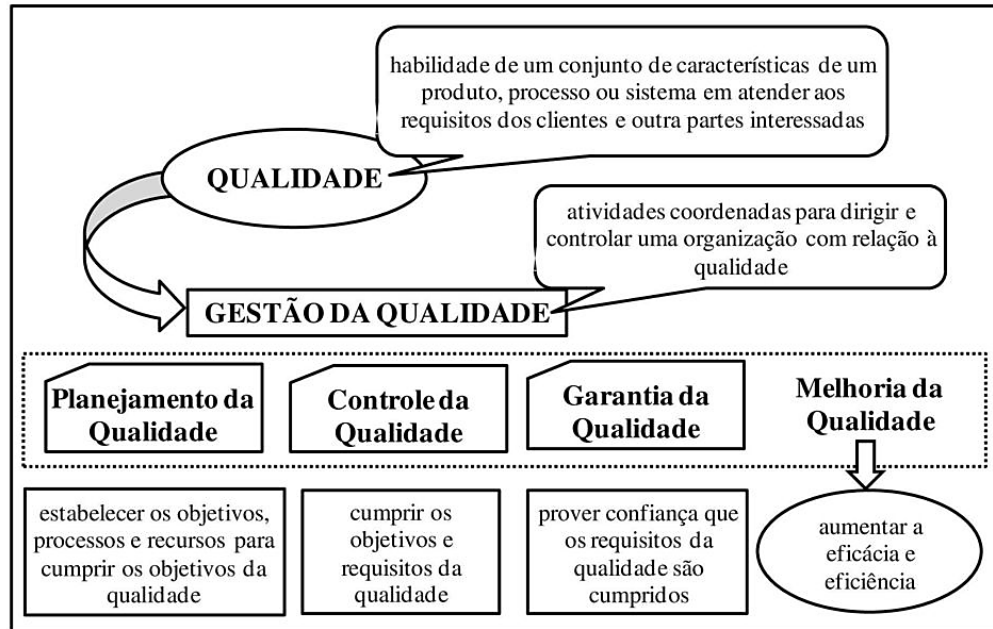 habilidade de um conjunto de características de um
produto, processo ou sistema em atender aos
requisitos dos clientes e outra partes interessadas
QUALIDADE
atividades coordenadas para dirigir e
controlar uma organização com relação à
qualidade
GESTÃO DA QUALIDADE
Planejamento da
Qualidade
Controle da
Qualidade
Garantia da
Qualidade
Melhoria da
Qualidade
estabelecer os objetivos,
processos e recursos para
cumprir os objetivos da
qualidade
cumprir os
objetivos e
requisitos da
qualidade
prover confiança que
os requisitos da
qualidade são
cumpridos
aumentar a
eficácia e
eficiência